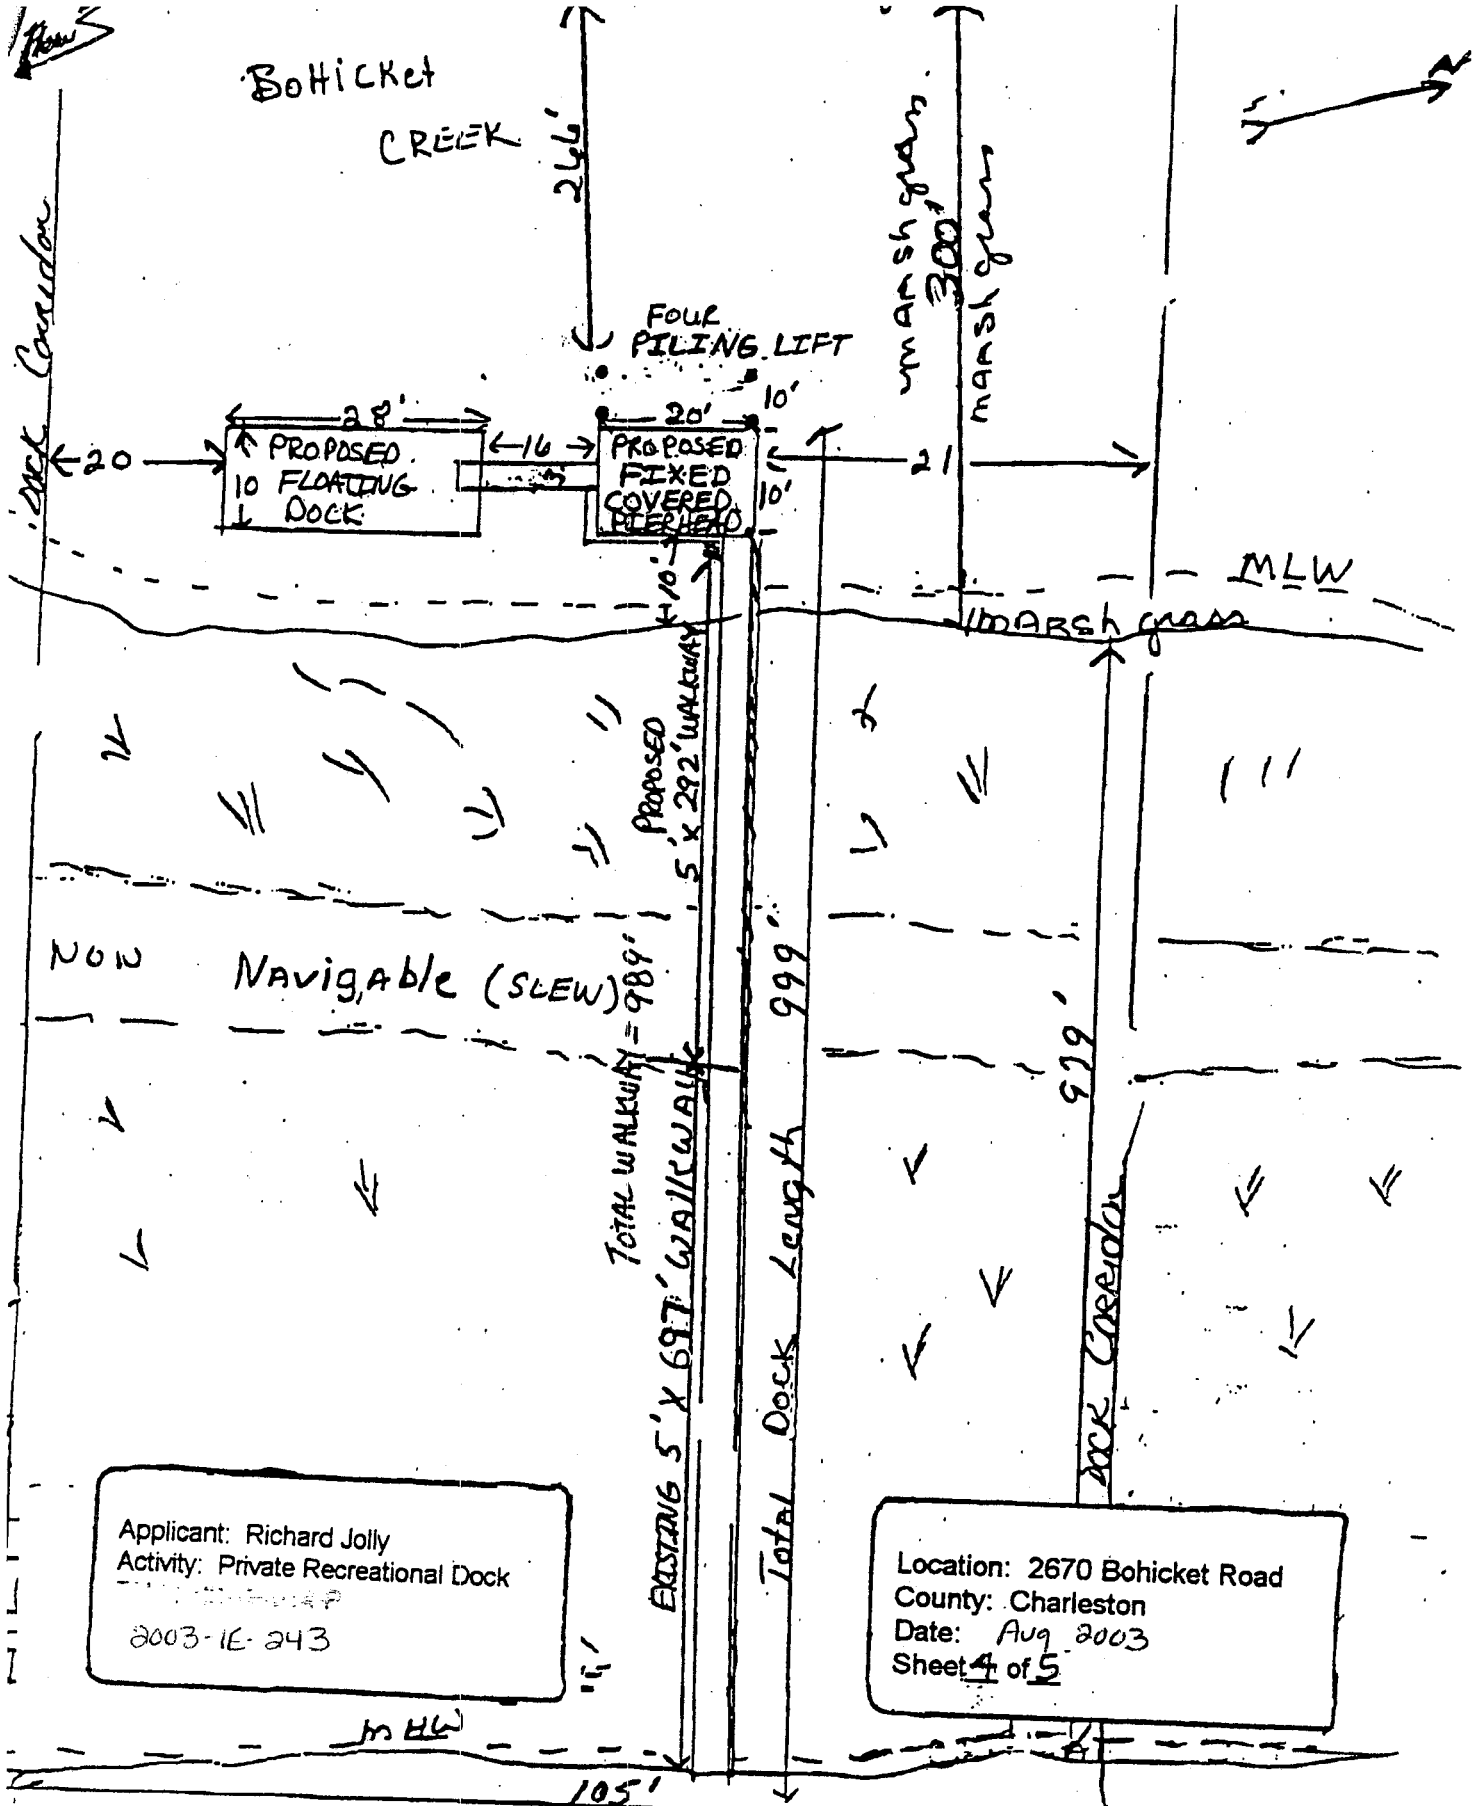 Flow
N
BoHiCKet
CREEK
266'
MARSh grass
300'
MARSh grass
Dock Corridor
FOUR
PILING LIFT
10'
28'
20'
20
16
21
PROPOSED
FLOATING
DOCK
10
3'
PROPOSED
FIXED
COVERED
PIERHEAD
10'
10'
MLW
MARSh grass
PROPOSED
5' X 292' WALKWAY
NON NAvigAble (SLEW)
TOTAL WALKWAY = 989'
EXISTING 5' X 697' WAlkWAY
TotAl Dock Length 999'
979'
DOCK CORRIDOR
Applicant: Richard Jolly
Activity: Private Recreational Dock
2003-1E-243
Location: 2670 Bohicket Road
County: Charleston
Date: Aug 2003
Sheet 4 of 5
MHW
105'